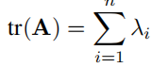 tr(𝐀) = ∑_{i=1}^{n} λ_i